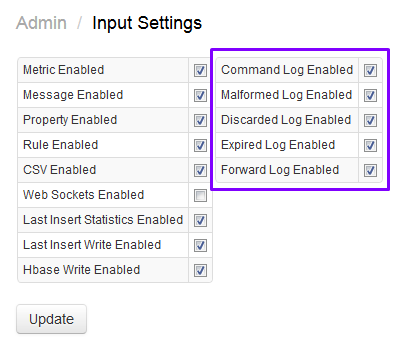 Admin / Input Settings
Metric Enabled
Message Enabled
Property Enabled
Rule Enabled
CSV Enabled
Web Sockets Enabled
Last Insert Statistics Enabled
Last Insert Write Enabled
Hbase Write Enabled
Command Log Enabled
Malformed Log Enabled
Discarded Log Enabled
Expired Log Enabled
Forward Log Enabled
Update